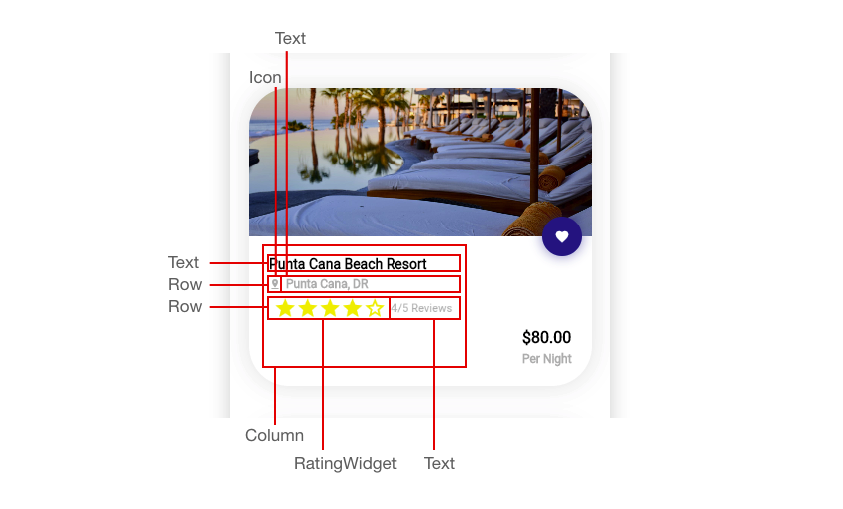 Text
Icon
Text
Punta Cana Beach Resort
Row
Punta Cana, DR
Row
4/5 Reviews
$80.00
Per Night
Column
RatingWidget
Text